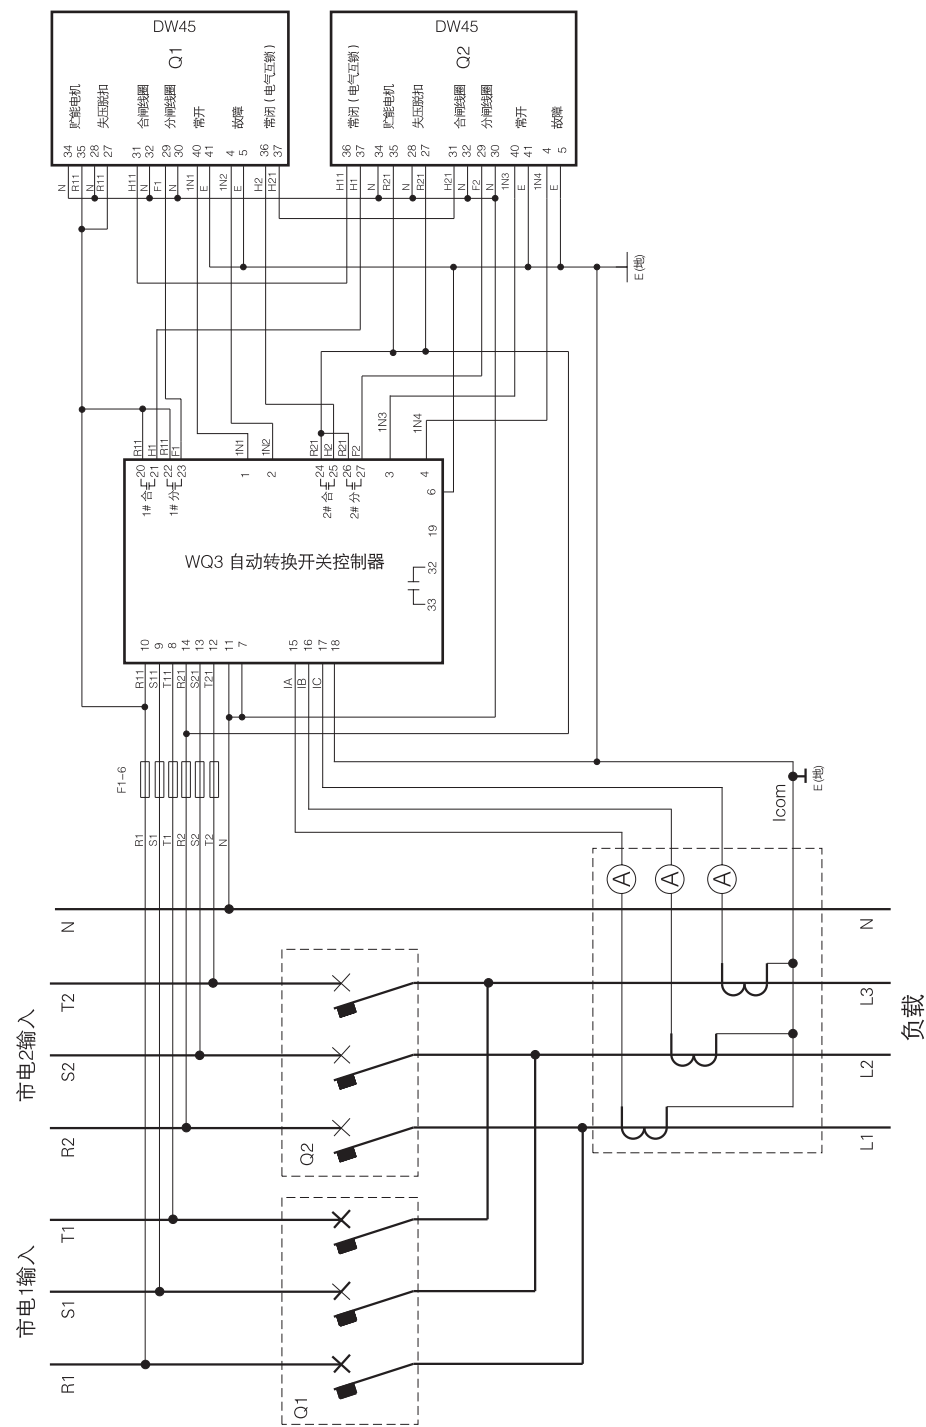 DW45
Q1
贮能电机
失压脱扣
合闸线圈
分闸线圈
常开
故障
常闭(电气互锁)
34
35
28
27
31
32
29
30
40
41
4
5
36
37
N
R11
N
R11
H11
N
F1
N
1N1
E
1N2
E
H2
H21
DW45
Q2
常闭(电气互锁)
贮能电机
失压脱扣
合闸线圈
分闸线圈
常开
故障
36
37
34
35
28
27
31
32
29
30
40
41
4
5
H11
H1
N
R21
N
R21
H21
N
F2
N
1N3
E
1N4
E
E(地)
R11
H1
R11
F1
1N1
1N2
R21
H2
R21
F2
1N3
1N4
20
21
22
23
1
2
24
25
26
27
3
4
6
1# 合
1# 分
2# 合
2# 分
19
32
33
WQ3 自动转换开关控制器
10
9
8
14
13
12
11
7
15
16
17
18
R11
S11
T11
R21
S21
T21
IA
IB
IC
F1-6
R1
S1
T1
R2
S2
T2
N
Icom
E(地)
A
A
A
N
N
市电2输入
T2
S2
R2
Q2
L3
L2
L1
负载
市电1输入
T1
S1
R1
Q1